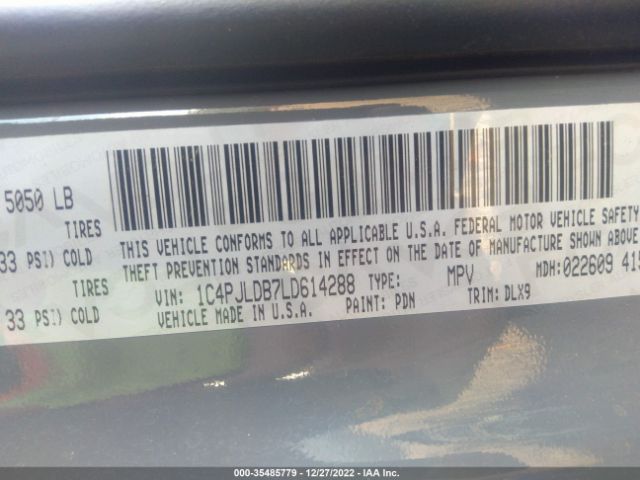 5050 LB
TIRES
33 PSI) COLD
TIRES
33 PSI) COLD
THIS VEHICLE CONFORMS TO ALL APPLICABLE U.S.A. FEDERAL MOTOR VEHICLE SAFETY
THEFT PREVENTION STANDARDS IN EFFECT ON THE DATE OF MANUFACTURE SHOWN ABOVE.
VIN: 1C4PJLDB7LD614288 TYPE: MPV MDH:022609 415
VEHICLE MADE IN U.S.A. PAINT: PDN TRIM: DLX9
000-35485779 - 12/27/2022 - IAA Inc.